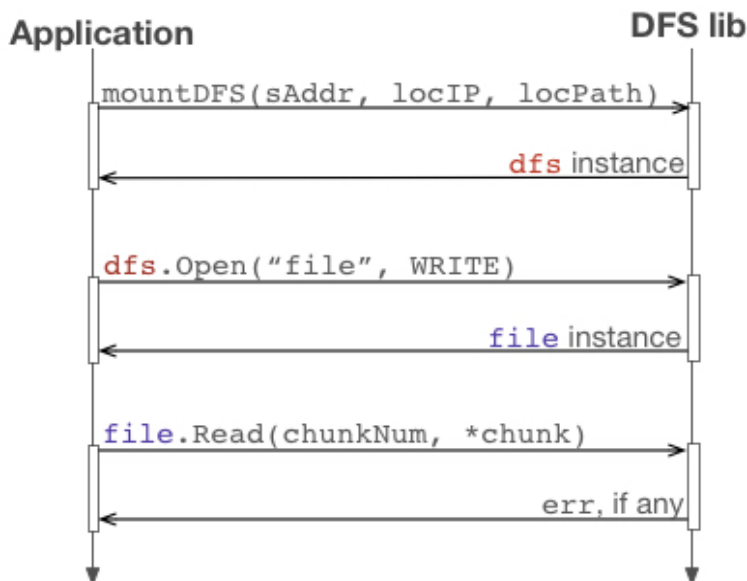 Application
DFS lib
mountDFS(sAddr, locIP, locPath)
dfs instance
dfs.Open(“file”, WRITE)
file instance
file.Read(chunkNum, *chunk)
err, if any